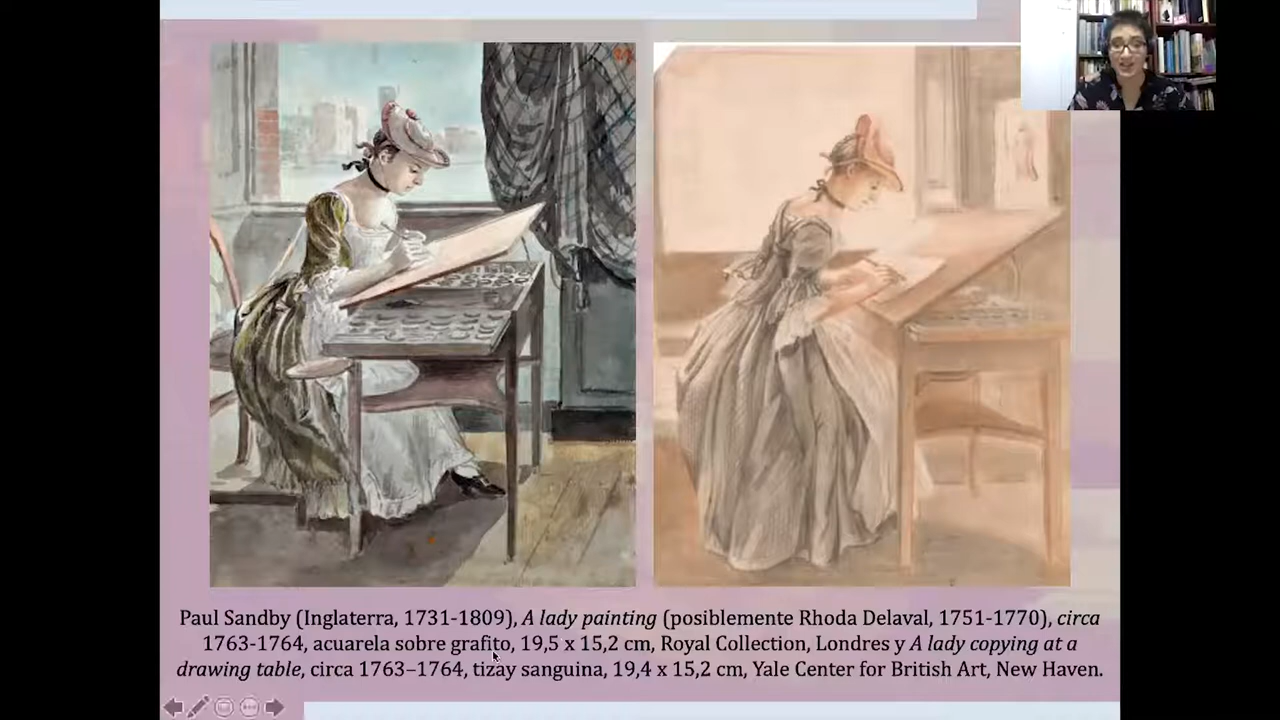 Paul Sandby (Inglaterra, 1731-1809), A lady painting (posiblemente Rhoda Delaval, 1751-1770), circa
1763-1764, acuarela sobre grafito, 19,5 x 15,2 cm, Royal Collection, Londres y A lady copying at a
drawing table, circa 1763–1764, tizay sanguina, 19,4 x 15,2 cm, Yale Center for British Art, New Haven.